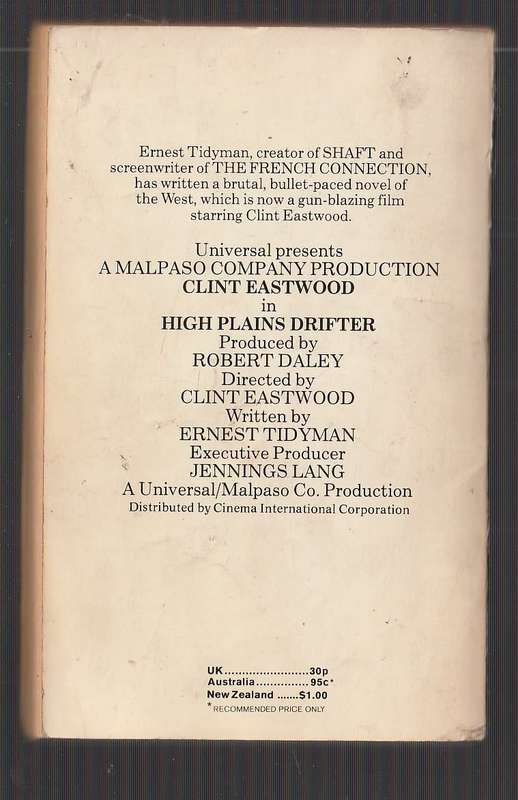 Ernest Tidyman, creator of SHAFT and
screenwriter of THE FRENCH CONNECTION,
has written a brutal, bullet-paced novel of
the West, which is now a gun-blazing film
starring Clint Eastwood.
Universal presents
A MALPASO COMPANY PRODUCTION
CLINT EASTWOOD
in
HIGH PLAINS DRIFTER
Produced by
ROBERT DALEY
Directed by
CLINT EASTWOOD
Written by
ERNEST TIDYMAN
Executive Producer
JENNINGS LANG
A Universal/Malpaso Co. Production
Distributed by Cinema International Corporation
UK........................30p
Australia...............95c*
New Zealand ......$1.00
*RECOMMENDED PRICE ONLY